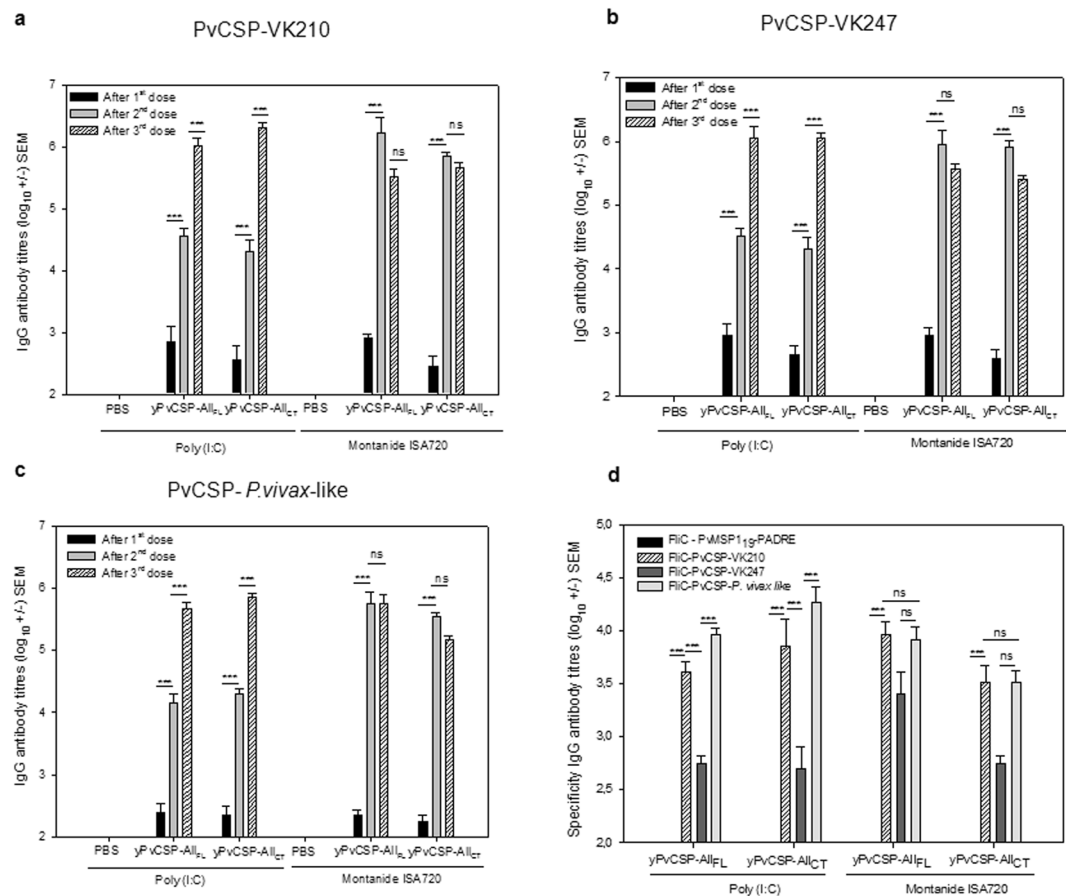 a
PvCSP-VK210
IgG antibody titres (log10 +/-) SEM
7
6
5
4
3
2
After 1st dose
After 2nd dose
After 3rd dose
***
***
***
***
***
ns
***
ns
PBS
yPvCSP-AllFL
yPvCSP-AllCT
PBS
yPvCSP-AllFL
yPvCSP-AllCT
Poly (I:C)
Montanide ISA720
b
PvCSP-VK247
IgG antibody titres (log10 +/-) SEM
7
6
5
4
3
2
After 1st dose
After 2nd dose
After 3rd dose
***
***
***
***
***
ns
***
ns
PBS
yPvCSP-AllFL
yPvCSP-AllCT
PBS
yPvCSP-AllFL
yPvCSP-AllCT
Poly (I:C)
Montanide ISA720
c
PvCSP- P.vivax-like
IgG antibody titres (log10 +/-) SEM
7
6
5
4
3
2
After 1st dose
After 2nd dose
After 3rd dose
***
***
***
***
***
ns
***
ns
PBS
yPvCSP-AllFL
yPvCSP-AllCT
PBS
yPvCSP-AllFL
yPvCSP-AllCT
Poly (I:C)
Montanide ISA720
d
Specificity IgG antibody titres (log10 +/-) SEM
5,0
4,5
4,0
3,5
3,0
2,5
2,0
FliC - PvMSP119-PADRE
FliC-PvCSP-VK210
FliC-PvCSP-VK247
FliC-PvCSP-P. vivax like
***
***
***
***
***
***
***
ns
ns
***
ns
ns
yPvCSP-AllFL
yPvCSP-AllCT
yPvCSP-AllFL
yPvCSP-AllCT
Poly (I:C)
Montanide ISA720